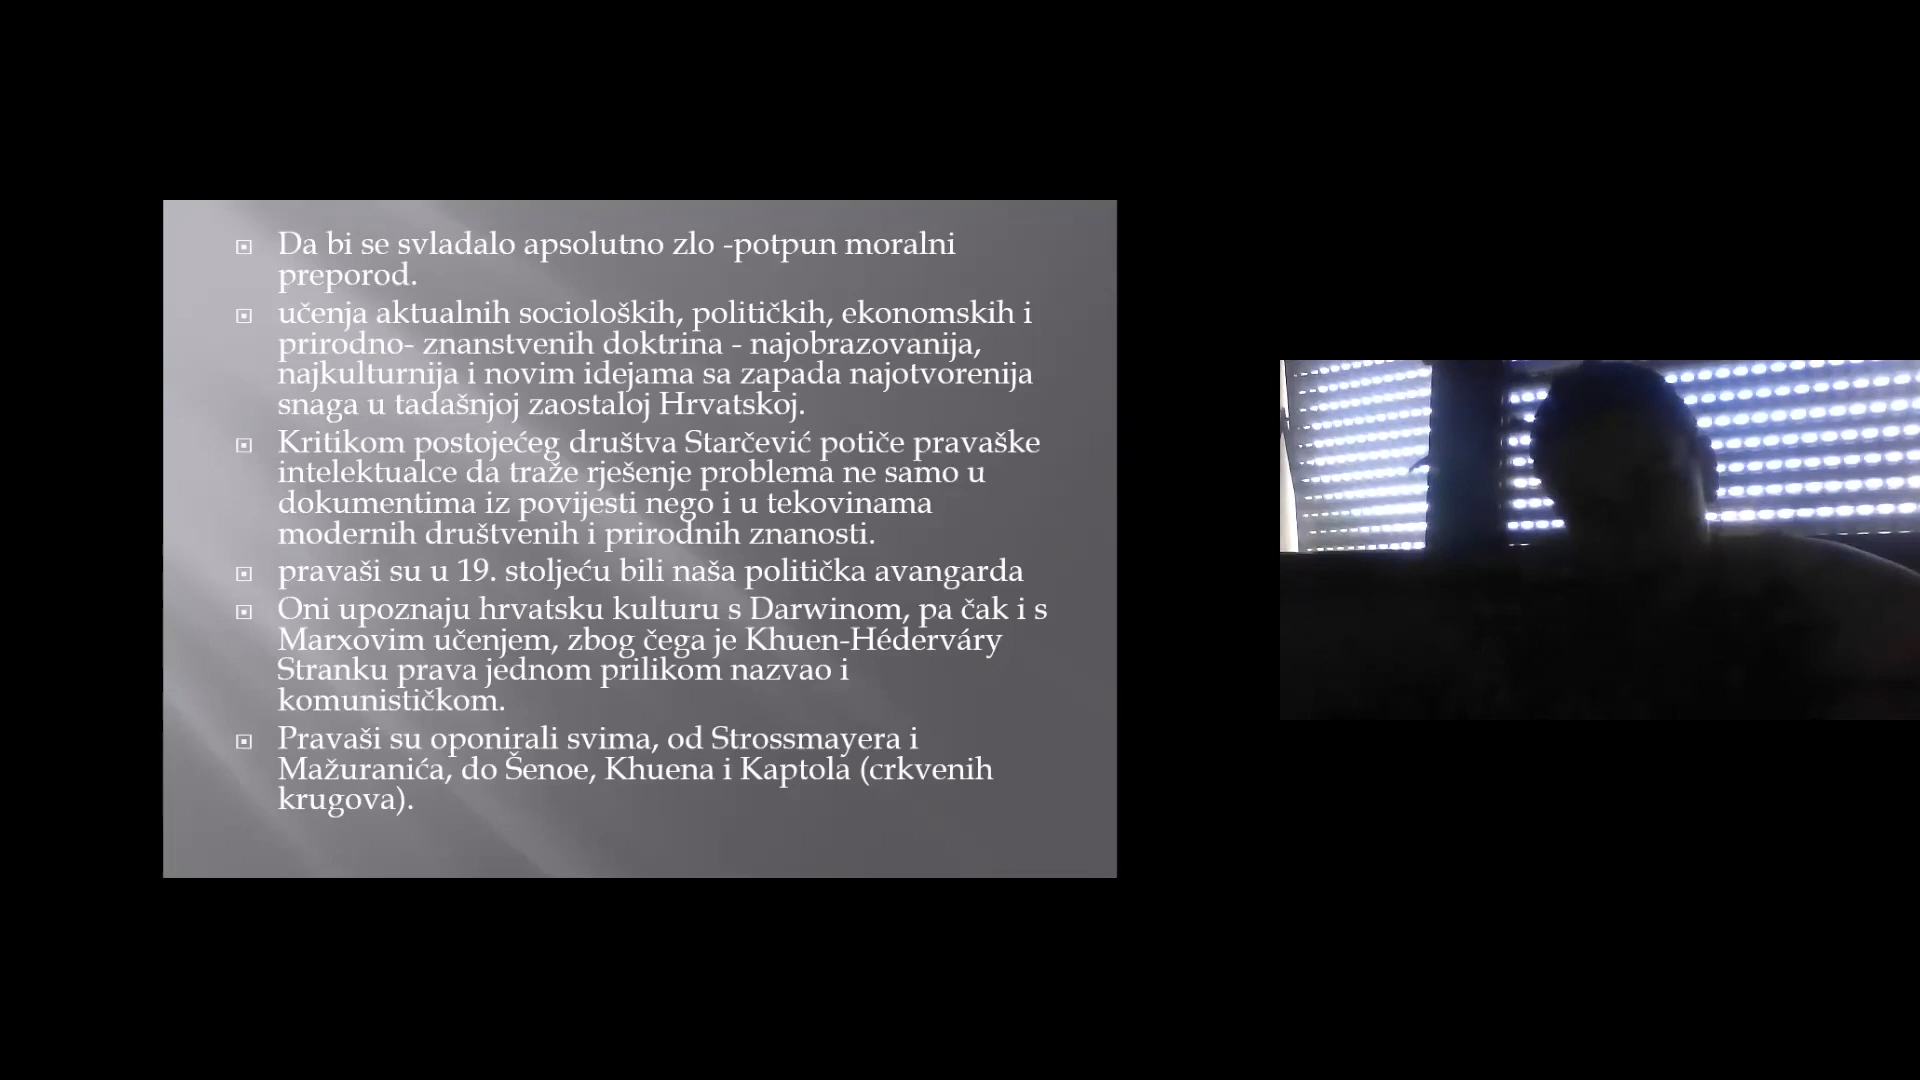 Da bi se svladalo apsolutno zlo -potpun moralni
preporod.
učenja aktualnih socioloških, političkih, ekonomskih i
prirodno- znanstvenih doktrina - najobrazovanija,
najkulturnija i novim idejama sa zapada najotvorenija
snaga u tadašnjoj zaostaloj Hrvatskoj.
Kritikom postojećeg društva Starčević potiče pravaške
intelektualce da traže rješenje problema ne samo u
dokumentima iz povijesti nego i u tekovinama
modernih društvenih i prirodnih znanosti.
pravaši su u 19. stoljeću bili naša politička avangarda
Oni upoznaju hrvatsku kulturu s Darwinom, pa čak i s
Marxovim učenjem, zbog čega je Khuen-Héderváry
Stranku prava jednom prilikom nazvao i
komunističkom.
Pravaši su oponirali svima, od Strossmayera i
Mažuranića, do Šenoe, Khuena i Kaptola (crkvenih
krugova).